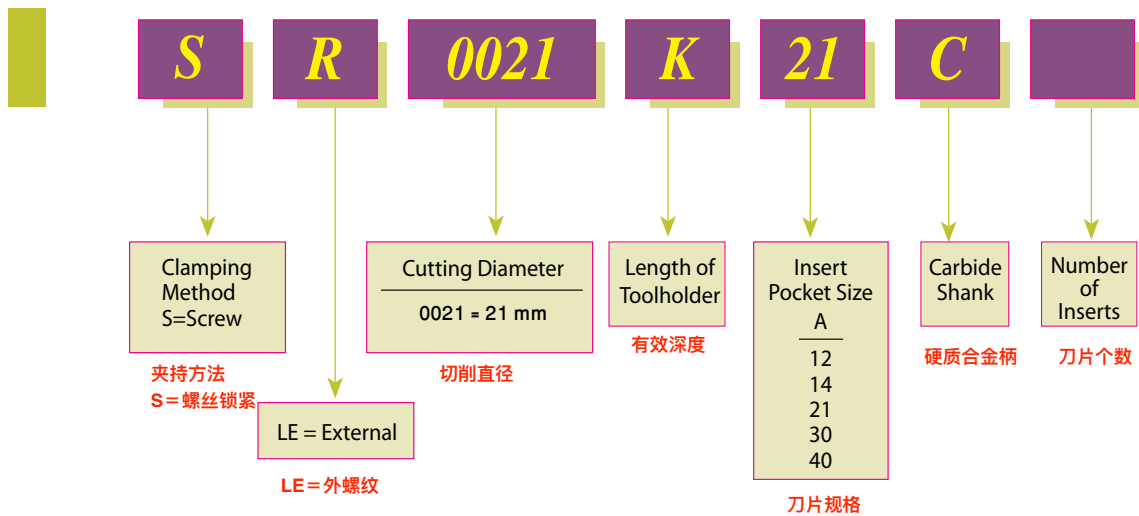 S R 0021 K 21 C
Clamping
Method
S=Screw
夹持方法
S＝螺丝锁紧
LE = External
LE＝外螺纹
Cutting Diameter
0021 = 21 mm
切削直径
Length of
Toolholder
有效深度
Insert
Pocket Size
A
12
14
21
30
40
刀片规格
Carbide
Shank
硬质合金柄
Number
of
Inserts
刀片个数